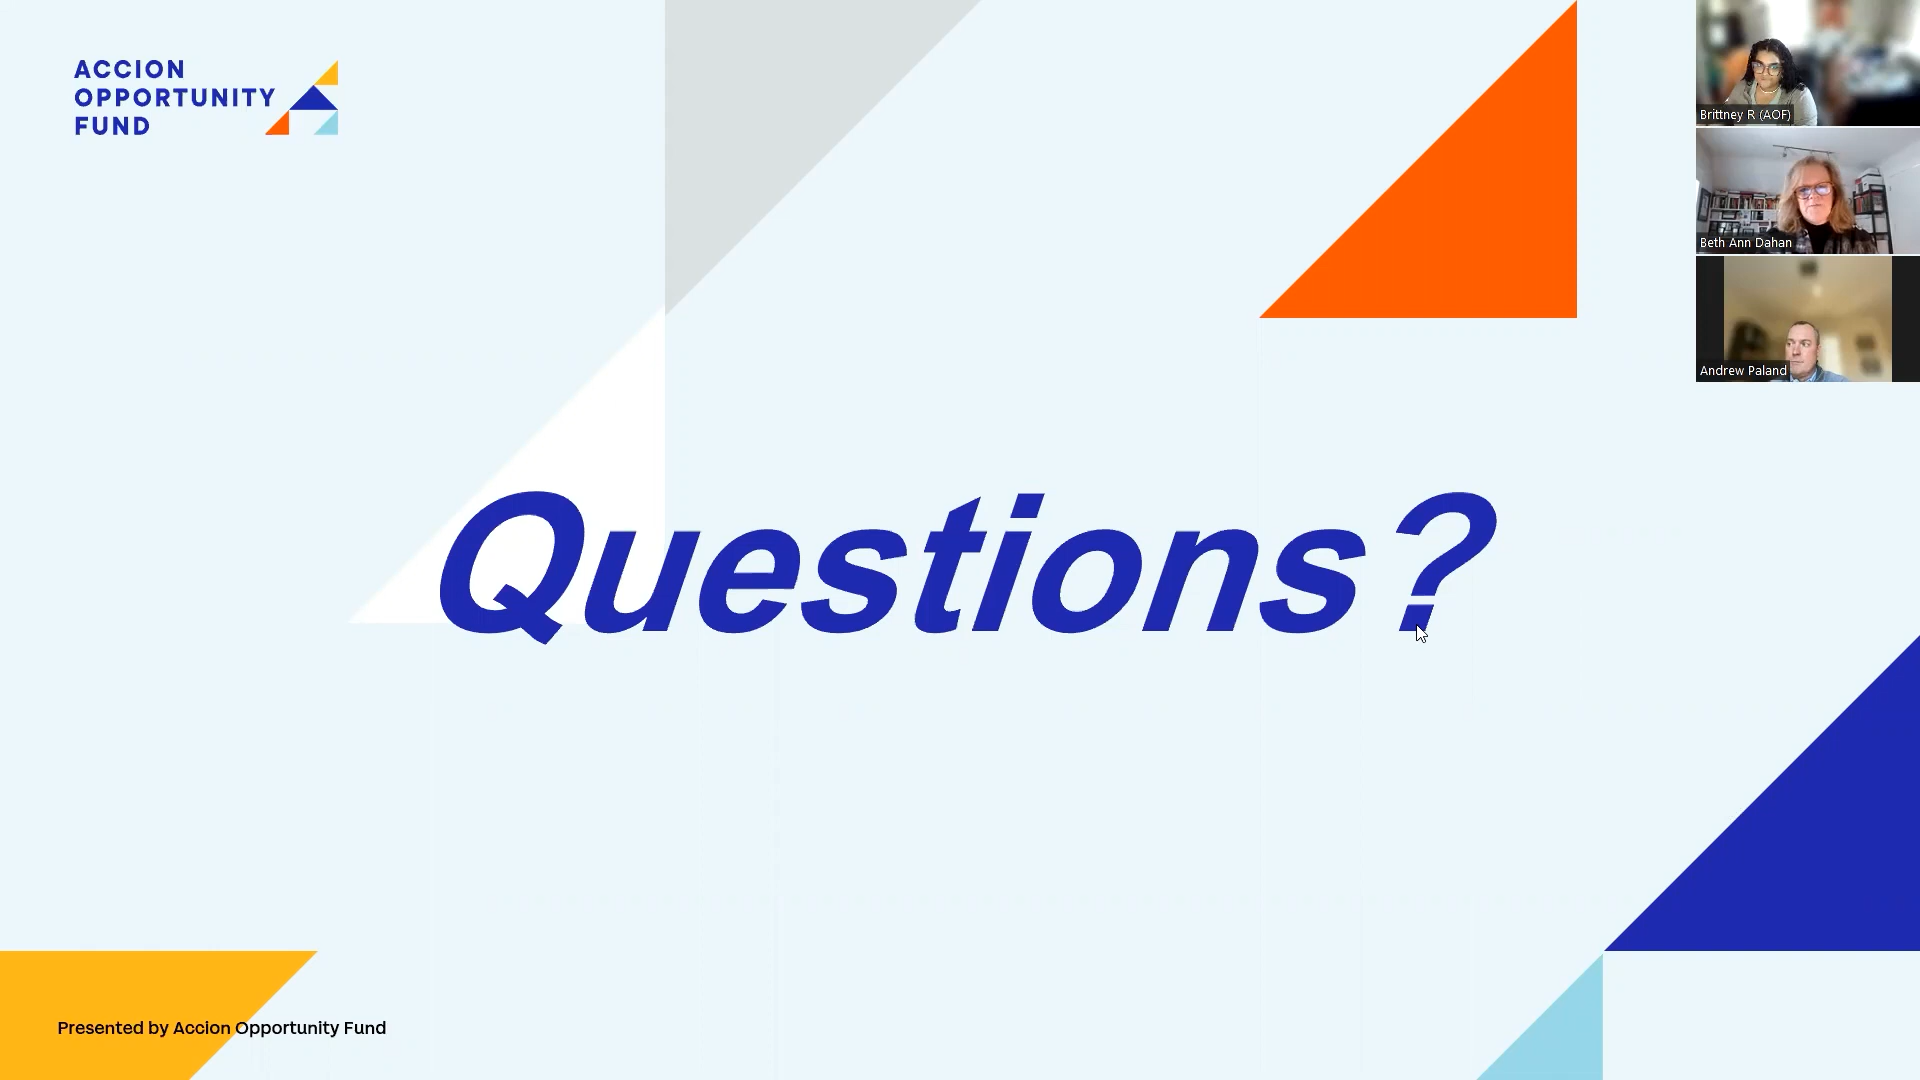 ACCION
OPPORTUNITY
FUND
Brittney R (AOF)
Beth Ann Dahan
Andrew Paland
Questions?
Presented by Accion Opportunity Fund